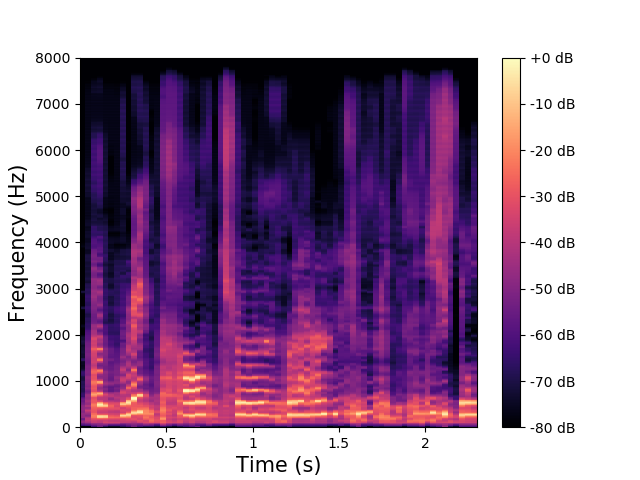 8000
7000
6000
5000
4000
3000
2000
1000
0
Frequency (Hz)
0 0.5 1 1.5 2
Time (s)
+0 dB
-10 dB
-20 dB
-30 dB
-40 dB
-50 dB
-60 dB
-70 dB
-80 dB